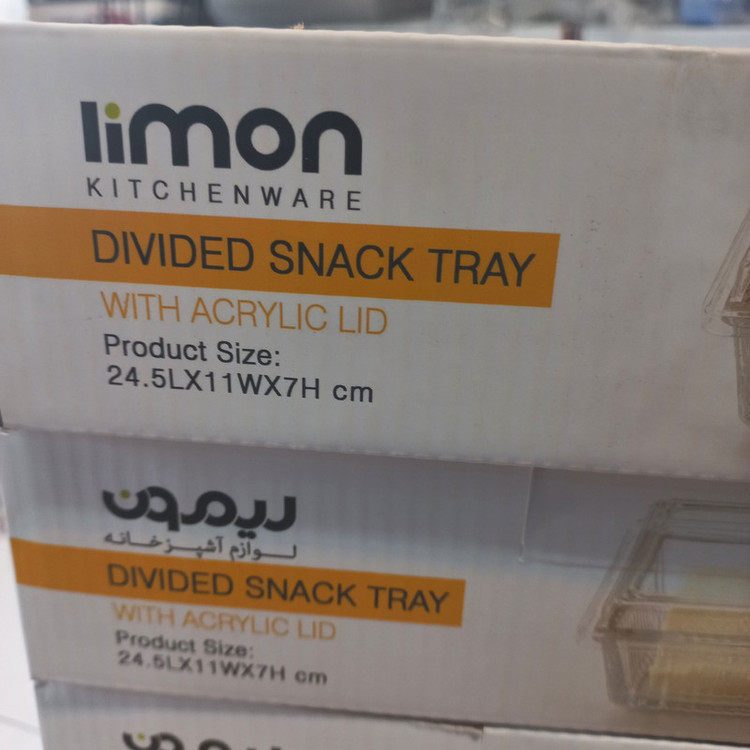 limon
KITCHENWARE
DIVIDED SNACK TRAY
WITH ACRYLIC LID
Product Size:
24.5LX11WX7H cm
لیمون
لوازم آشپزخانه
DIVIDED SNACK TRAY
WITH ACRYLIC LID
Product Size:
24.5LX11WX7H cm